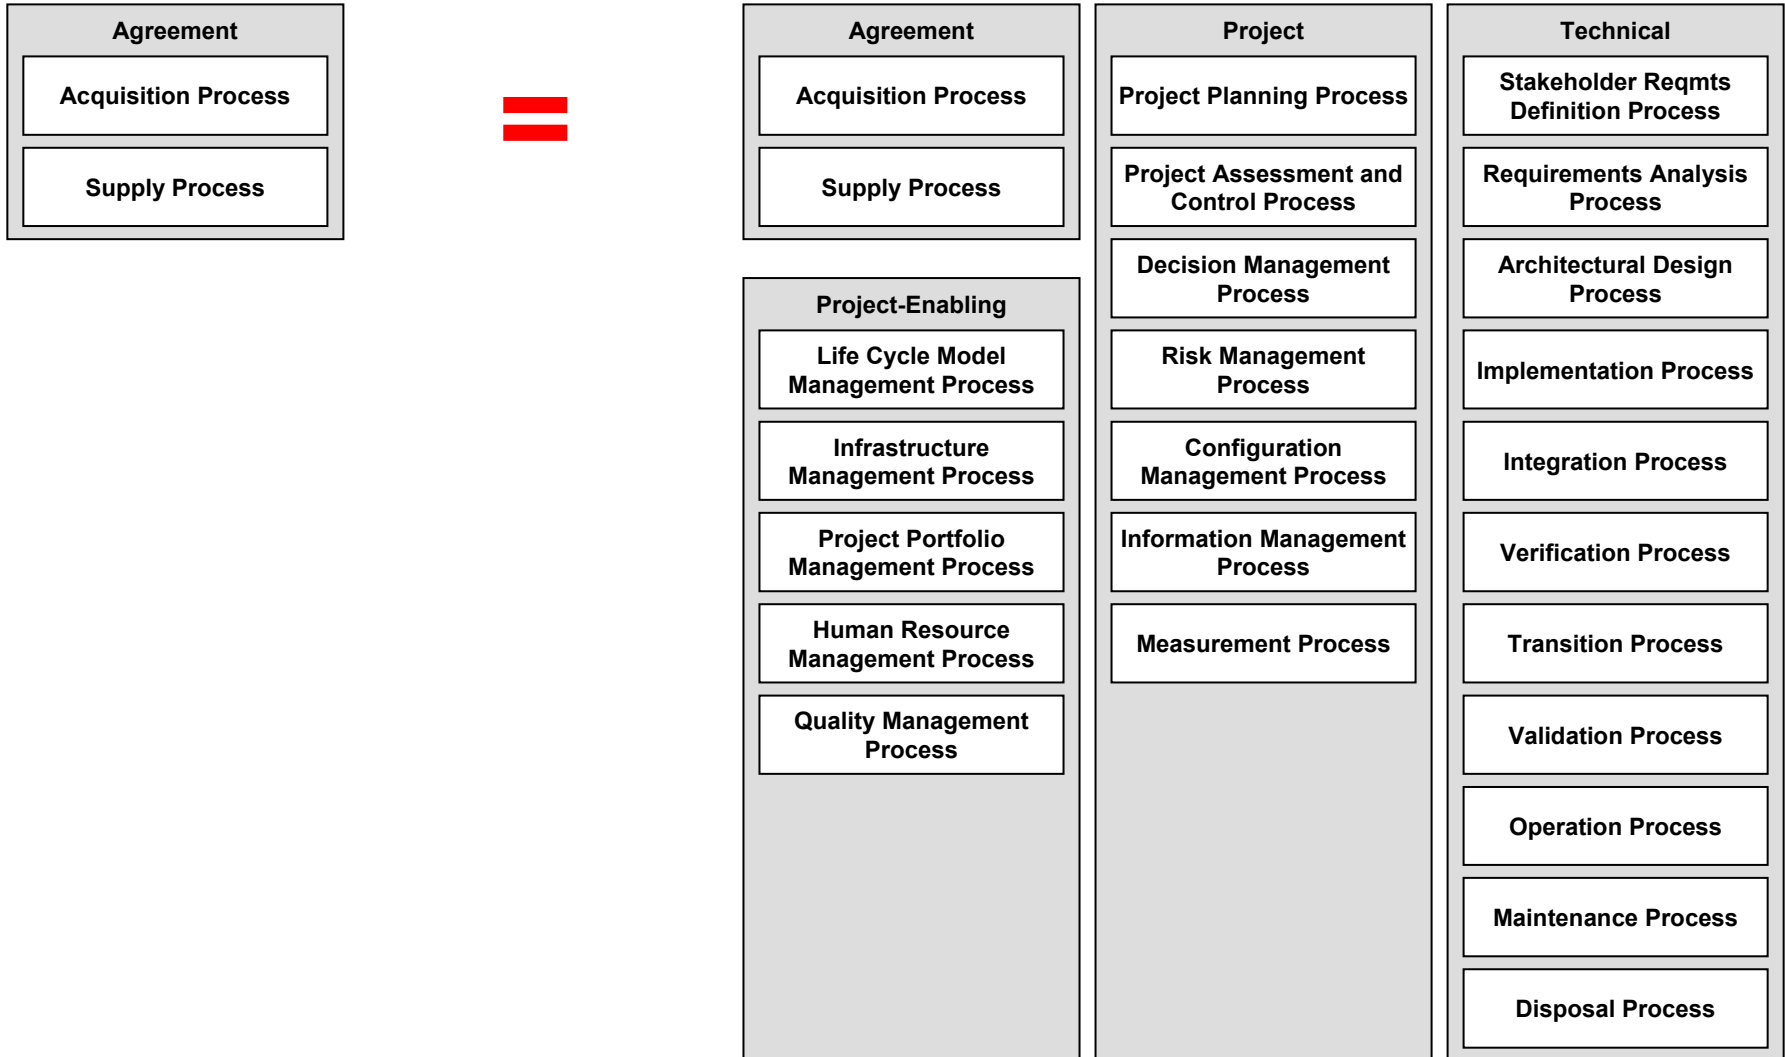 Agreement
Acquisition Process
Supply Process
=
Agreement
Acquisition Process
Supply Process
Project-Enabling
Life Cycle Model
Management Process
Infrastructure
Management Process
Project Portfolio
Management Process
Human Resource
Management Process
Quality Management
Process
Project
Project Planning Process
Project Assessment and
Control Process
Decision Management
Process
Risk Management
Process
Configuration
Management Process
Information Management
Process
Measurement Process
Technical
Stakeholder Reqmts
Definition Process
Requirements Analysis
Process
Architectural Design
Process
Implementation Process
Integration Process
Verification Process
Transition Process
Validation Process
Operation Process
Maintenance Process
Disposal Process